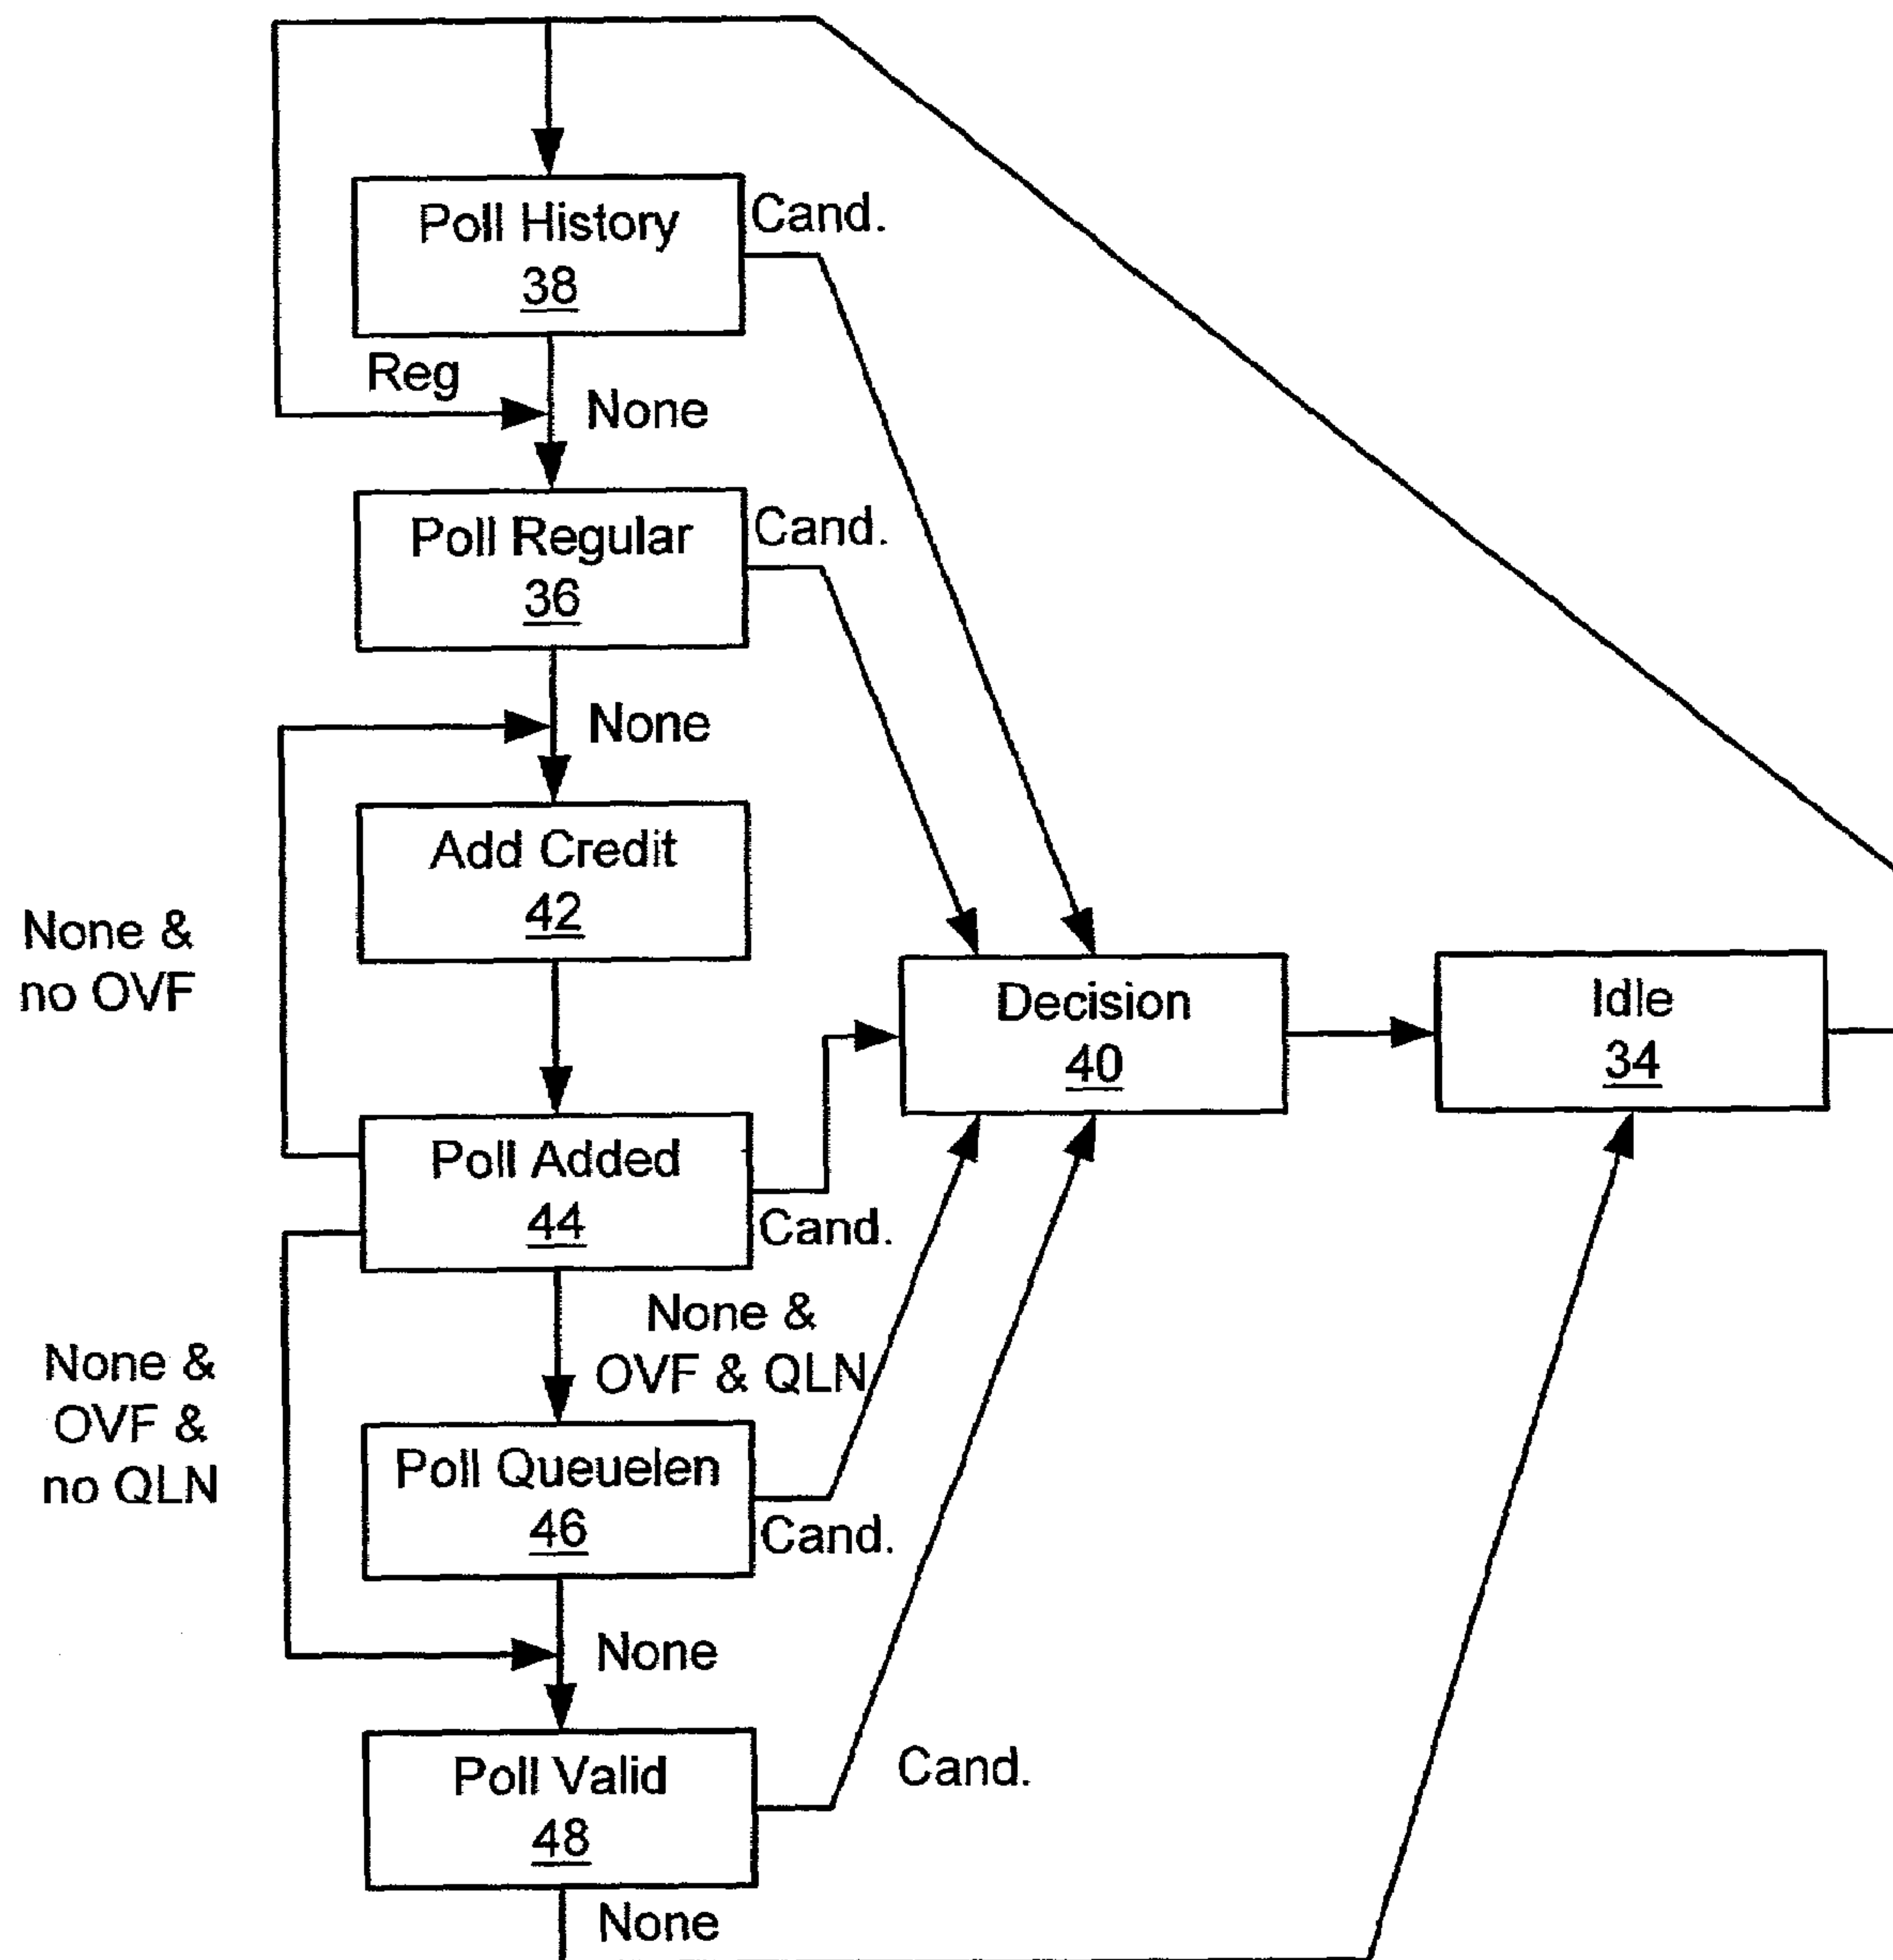 Poll History
38
Cand.
Reg
None
Poll Regular
36
Cand.
None
Add Credit
42
None &
no OVF
Decision
40
Idle
34
Poll Added
44
Cand.
None &
OVF & QLN
None &
OVF &
no QLN
Poll Queuelen
46
Cand.
None
Poll Valid
48
Cand.
None